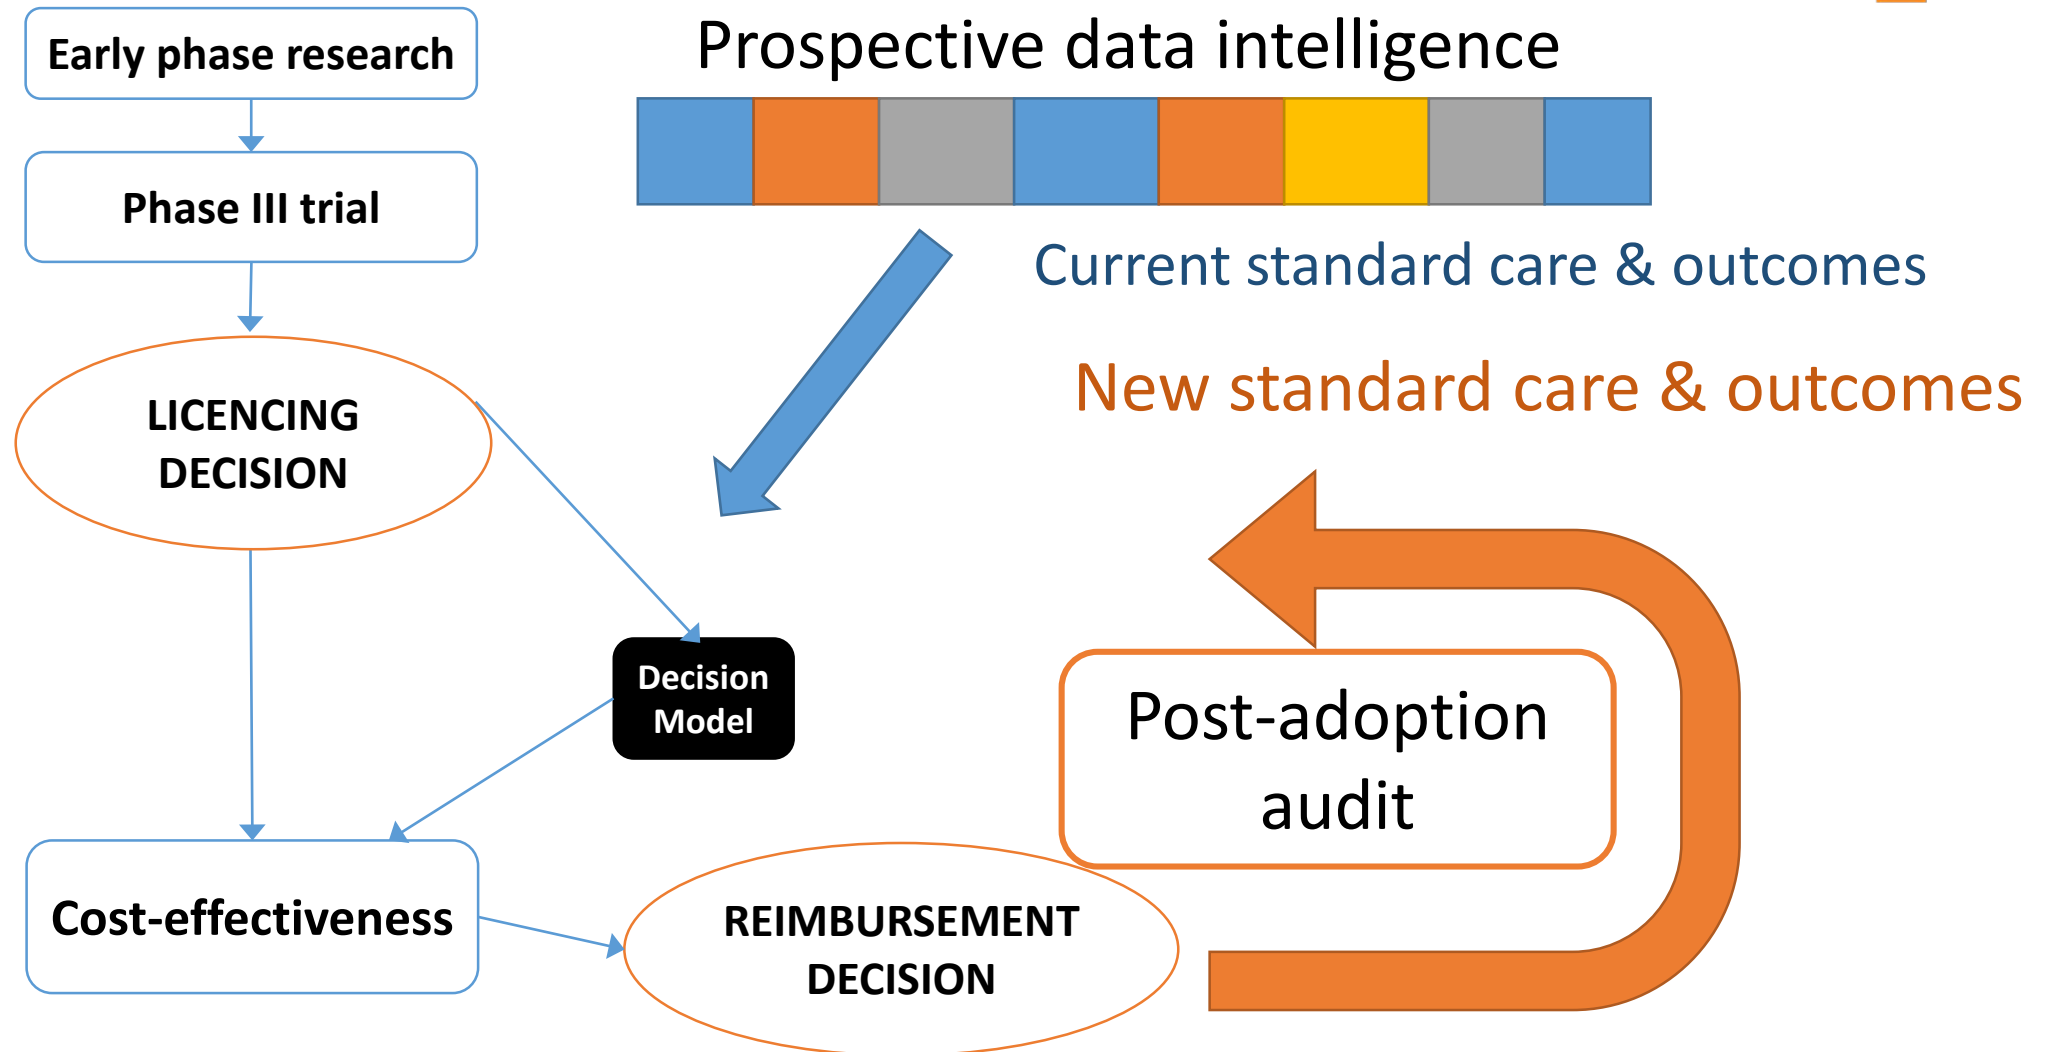 Early phase research
Phase III trial
LICENCING
DECISION
Cost-effectiveness
Decision
Model
REIMBURSEMENT
DECISION
Prospective data intelligence
Current standard care & outcomes
New standard care & outcomes
Post-adoption
audit